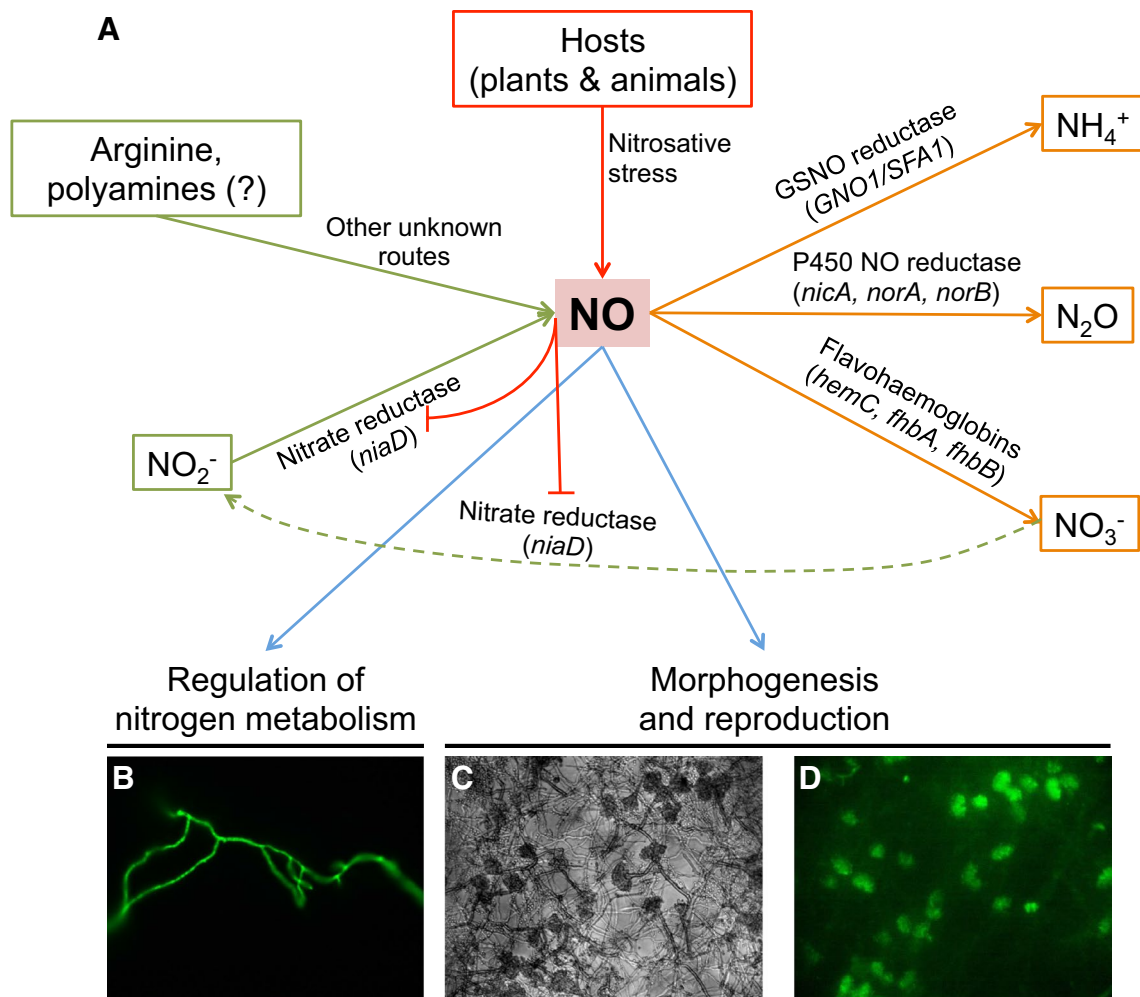 A
Hosts
(plants & animals)
Arginine,
polyamines (?)
Nitrosative
stress
Other unknown
routes
GSNO reductase
(GNO1/SFA1)
NH₄⁺
P450 NO reductase
(nicA, norA, norB)
NO
N₂O
Flavohaemoglobins
(hemC, fhbA, fhbB)
Nitrate reductase
(niaD)
NO₂⁻
Nitrate reductase
(niaD)
NO₃⁻
Regulation of
nitrogen metabolism
Morphogenesis
and reproduction
B
C
D